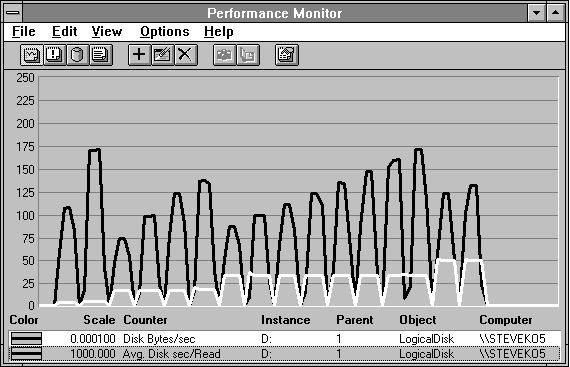 Performance Monitor
File Edit View Options Help
250
225
200
175
150
125
100
75
50
25
0
Color Scale Counter Instance Parent Object Computer
0.000100 Disk Bytes/sec D: 1 LogicalDisk \\STEVEKO5
1000.000 Avg. Disk sec/Read D: 1 LogicalDisk \\STEVEKO5